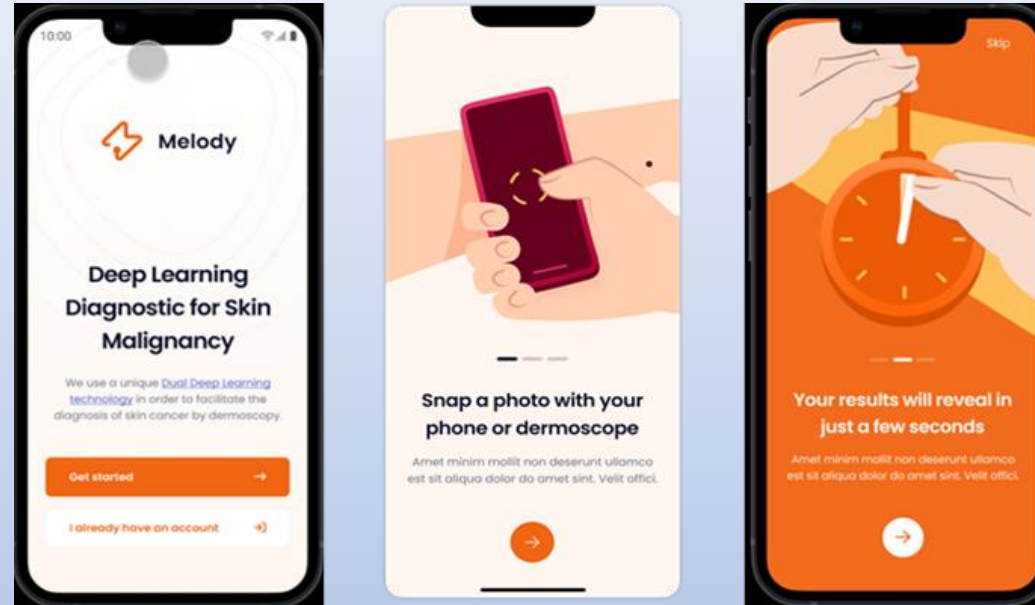 10:00
Melody
Deep Learning
Diagnostic for Skin
Malignancy
We use a unique Dual Deep Learning
technology in order to facilitate the
diagnosis of skin cancer by dermoscopy.
Get started
I already have an account
Snap a photo with your
phone or dermoscope
Amet minim mollit non deserunt ullamco
est sit aliqua dolor do amet sint. Velit offici.
Skip
Your results will reveal in
just a few seconds
Amet minim mollit non deserunt ullamco
est sit aliqua dolor do amet sint. Velit offici.